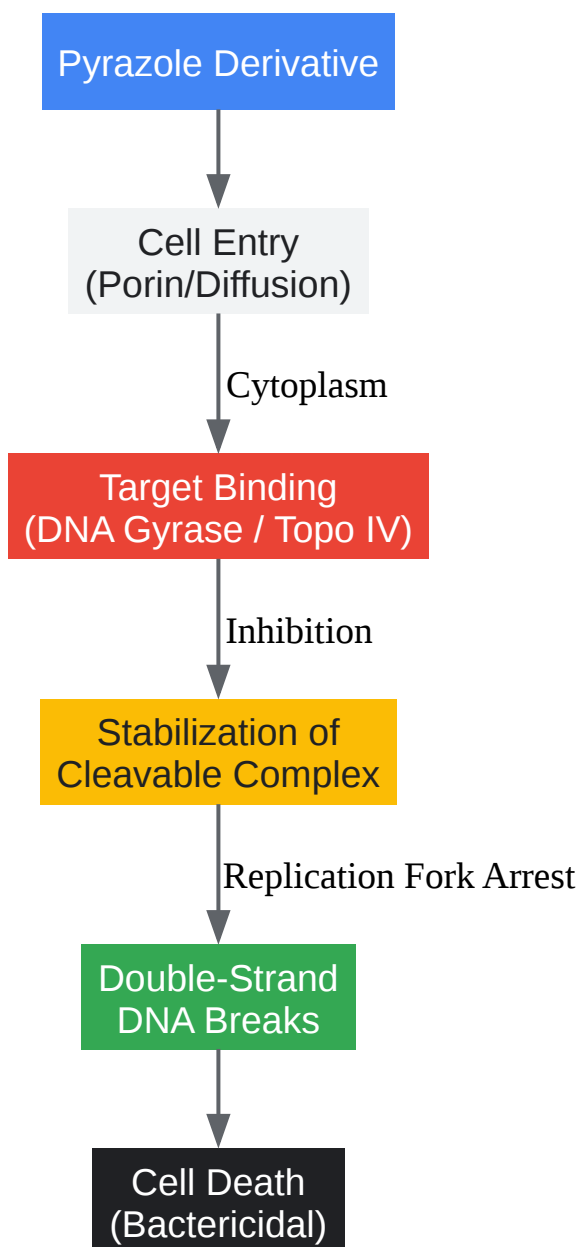 Pyrazole Derivative
Cell Entry
(Porin/Diffusion)
Cytoplasm
Target Binding
(DNA Gyrase / Topo IV)
Inhibition
Stabilization of
Cleavable Complex
Replication Fork Arrest
Double-Strand
DNA Breaks
Cell Death
(Bactericidal)